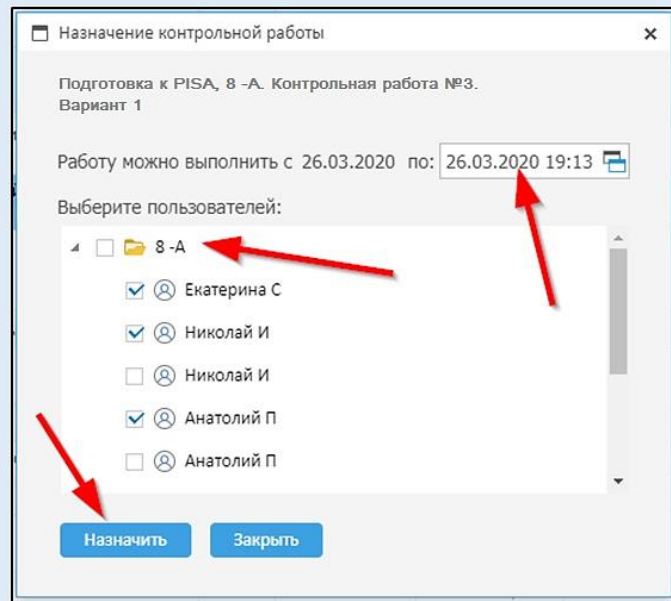 Назначение контрольной работы
Подготовка к PISA, 8 -А. Контрольная работа №3.
Вариант 1
Работу можно выполнить с 26.03.2020 по: 26.03.2020 19:13
Выберите пользователей:
8 -А
Екатерина С
Николай И
Николай И
Анатолий П
Анатолий П
Назначить Закрыть